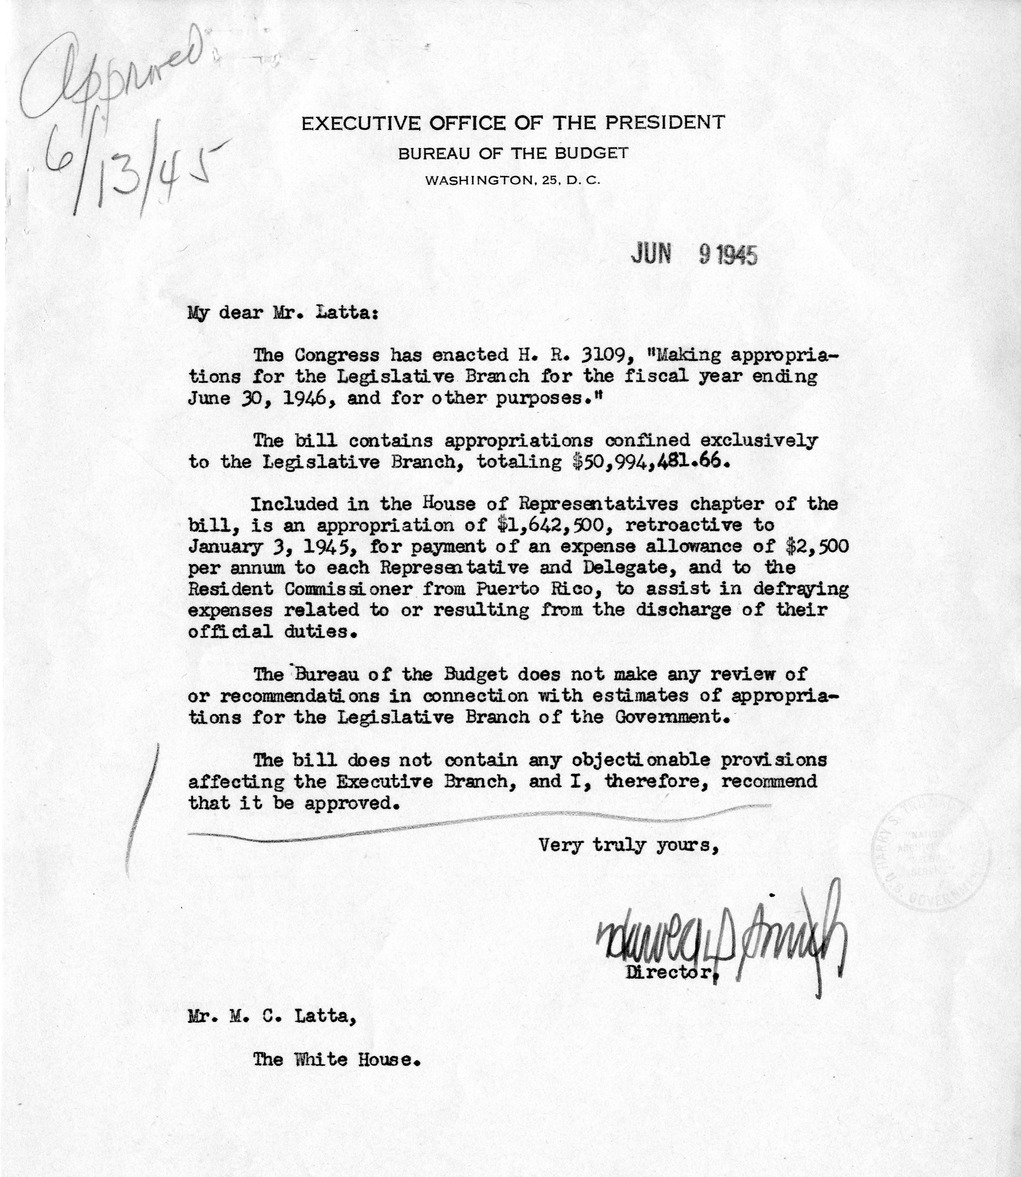 Approved
6/13/45
EXECUTIVE OFFICE OF THE PRESIDENT
BUREAU OF THE BUDGET
WASHINGTON, 25, D. C.
JUN 9 1945
My dear Mr. Latta:
The Congress has enacted H. R. 3109, "Making appropria-
tions for the Legislative Branch for the fiscal year ending
June 30, 1946, and for other purposes."
The bill contains appropriations confined exclusively
to the Legislative Branch, totaling $50,994,481.66.
Included in the House of Representatives chapter of the
bill, is an appropriation of $1,642,500, retroactive to
January 3, 1945, for payment of an expense allowance of $2,500
per annum to each Representative and Delegate, and to the
Resident Commissioner from Puerto Rico, to assist in defraying
expenses related to or resulting from the discharge of their
official duties.
The Bureau of the Budget does not make any review of
or recommendations in connection with estimates of appropria-
tions for the Legislative Branch of the Government.
The bill does not contain any objectionable provisions
affecting the Executive Branch, and I, therefore, recommend
that it be approved.
Very truly yours,
Smith
Director,
HARRY S. TRUMAN
U.S. GOVERNMENT
Mr. M. C. Latta,
The White House.